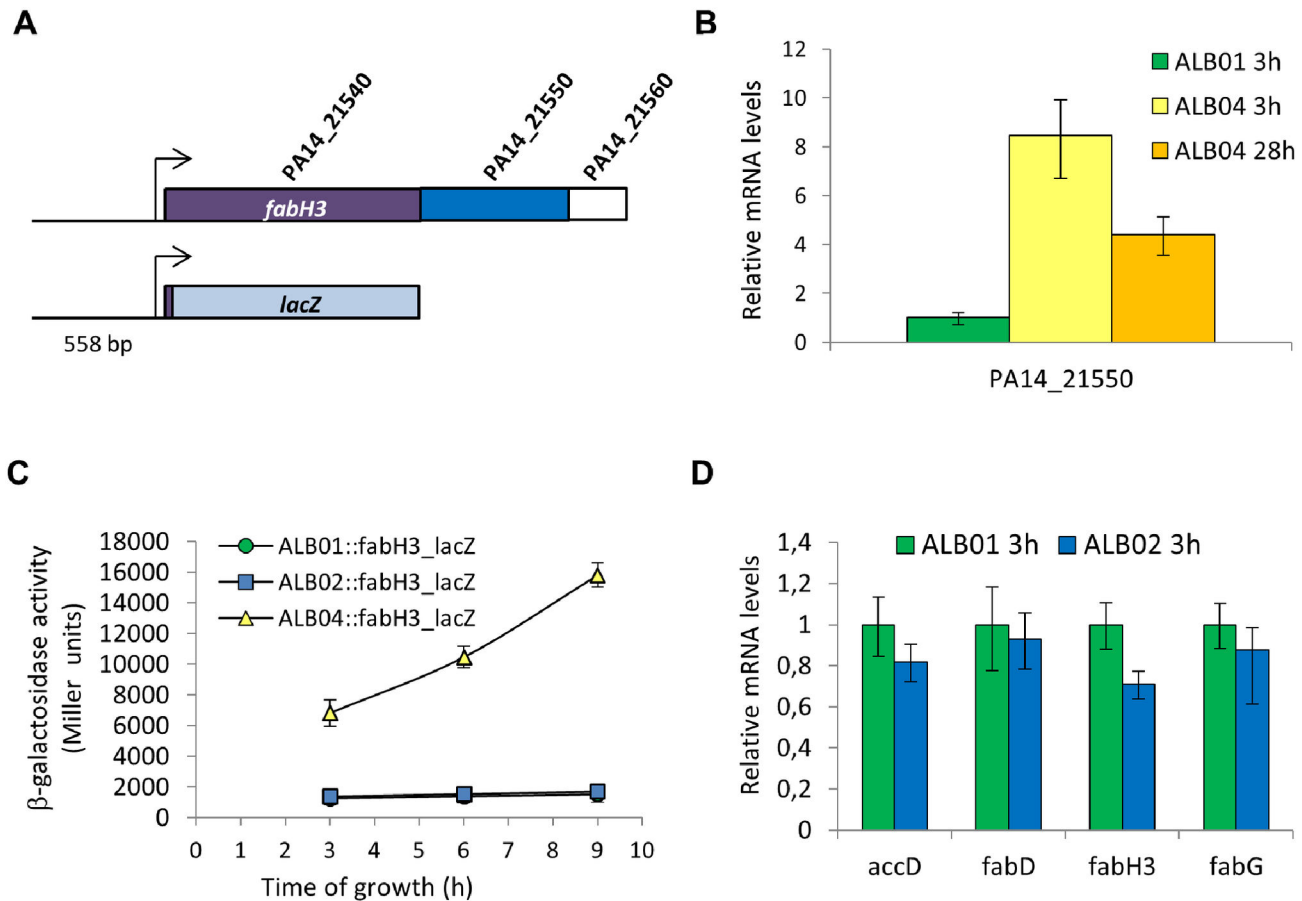 A
PA14_21540
PA14_21550
PA14_21560
fabH3
lacZ
558 bp
B
Relative mRNA levels
12
10
8
6
4
2
0
ALB01 3h
ALB04 3h
ALB04 28h
PA14_21550
C
β-galactosidase activity
(Miller units)
18000
16000
14000
12000
10000
8000
6000
4000
2000
0
ALB01::fabH3_lacZ
ALB02::fabH3_lacZ
ALB04::fabH3_lacZ
0 1 2 3 4 5 6 7 8 9 10
Time of growth (h)
D
Relative mRNA levels
1,4
1,2
1
0,8
0,6
0,4
0,2
0
ALB01 3h
ALB02 3h
accD fabD fabH3 fabG